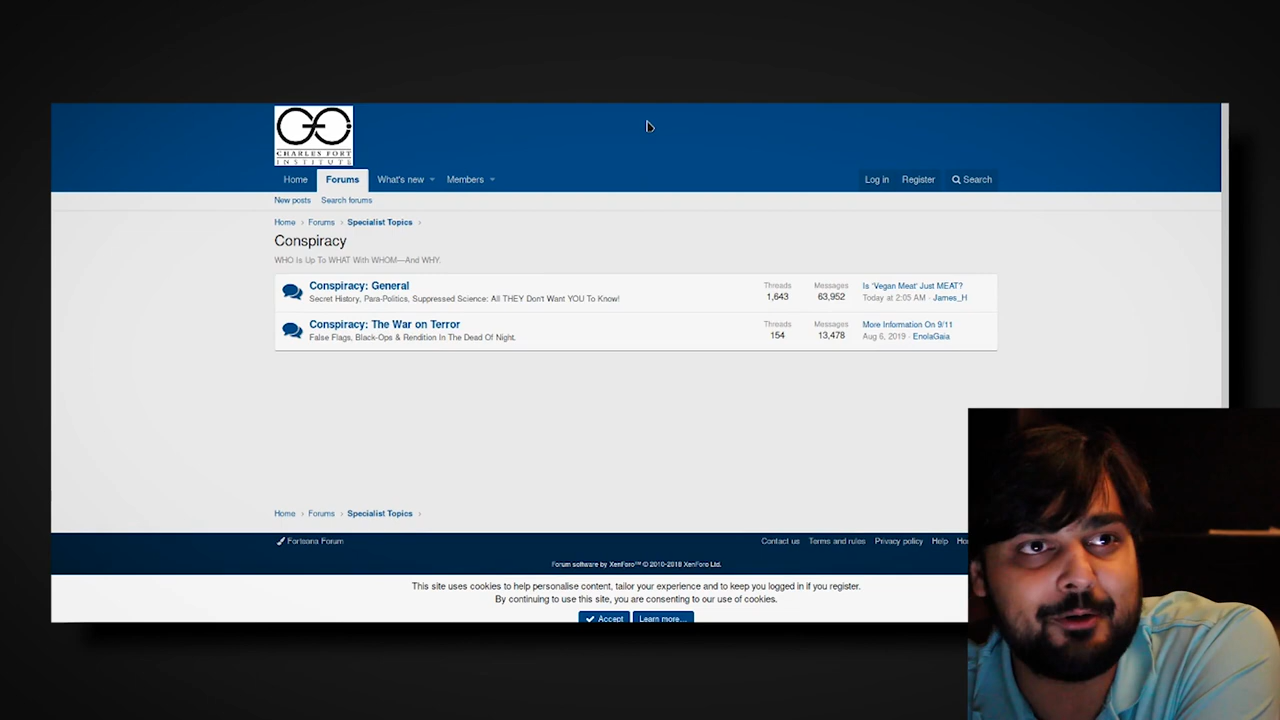 CHARLES FORT
INSTITUTE
Home Forums What's new Members Log in Register Search
New posts Search forums
Home › Forums › Specialist Topics ›
Conspiracy
WHO Is Up To WHAT With WHOM—And WHY.
Conspiracy: General Threads Messages Is 'Vegan Meat' Just MEAT?
Secret History, Para-Politics, Suppressed Science: All THEY Don't Want YOU To Know! 1,643 63,952 Today at 2:05 AM · James_H
Conspiracy: The War on Terror Threads Messages More Information On 9/11
False Flags, Black-Ops & Rendition In The Dead Of Night. 154 13,478 Aug 6, 2019 · EnolaGaia
Home › Forums › Specialist Topics ›
Forteana Forum Contact us Terms and rules Privacy policy Help
Forum software by XenForo™ © 2010-2018 XenForo Ltd.
This site uses cookies to help personalise content, tailor your experience and to keep you logged in if you register.
By continuing to use this site, you are consenting to our use of cookies.
Accept Learn more...